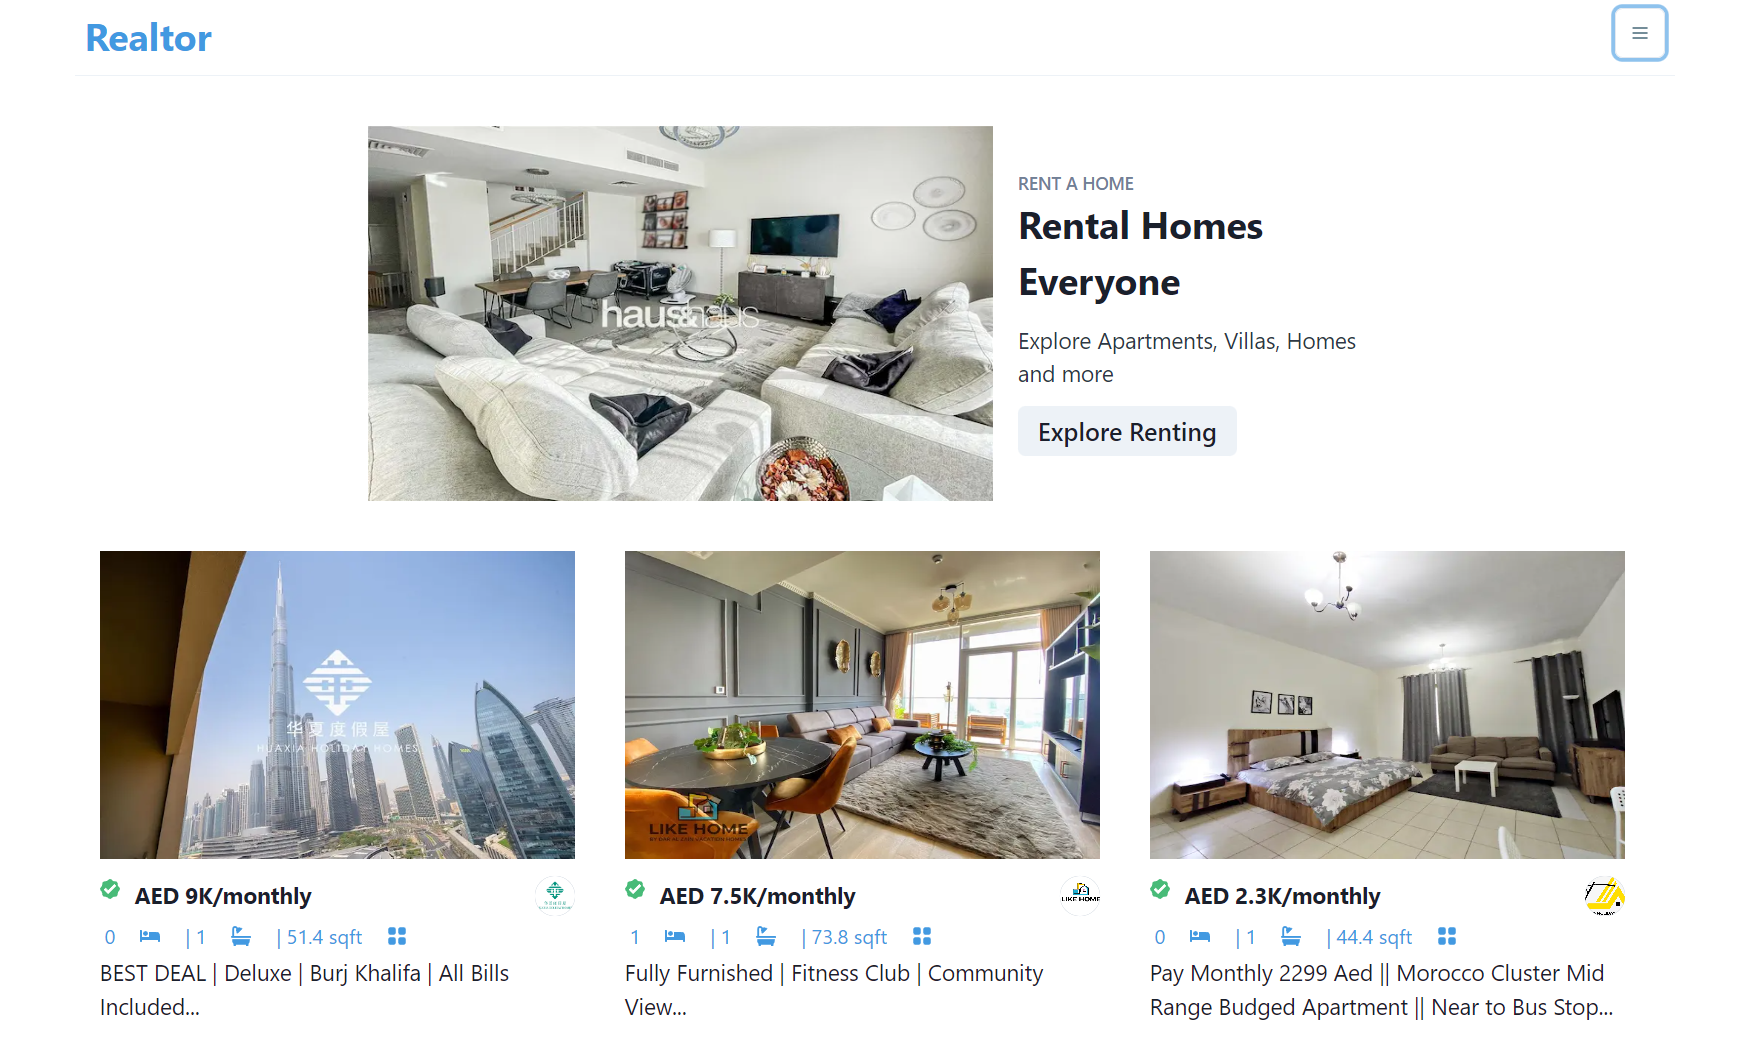 Realtor
haus&haus
RENT A HOME
Rental Homes
Everyone
Explore Apartments, Villas, Homes
and more
Explore Renting
华夏度假屋
HUAXIA HOLIDAY HOMES
LIKE HOME
AED 9K/monthly
0 | 1 | 51.4 sqft
BEST DEAL | Deluxe | Burj Khalifa | All Bills
Included...
AED 7.5K/monthly
LIKE HOME
1 | 1 | 73.8 sqft
Fully Furnished | Fitness Club | Community
View...
AED 2.3K/monthly
0 | 1 | 44.4 sqft
Pay Monthly 2299 Aed || Morocco Cluster Mid
Range Budged Apartment || Near to Bus Stop...